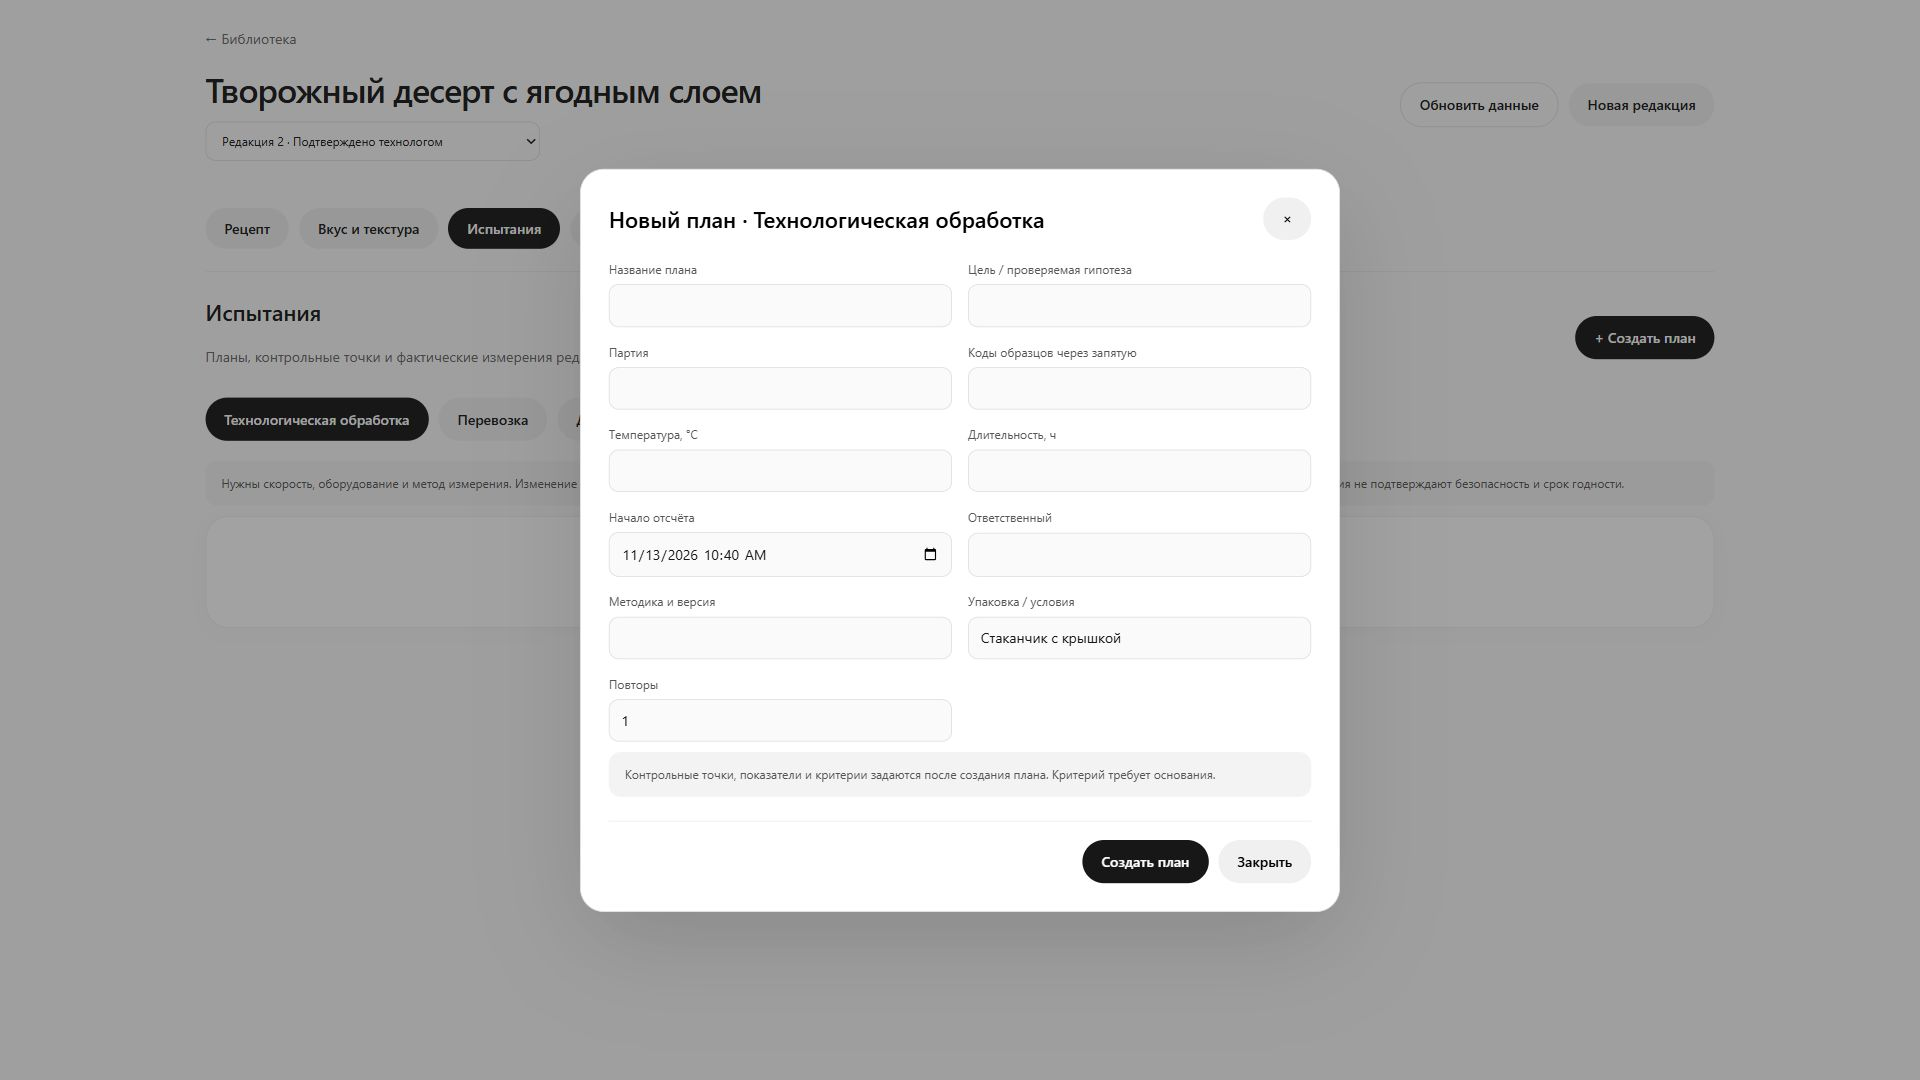 ← Библиотека
Творожный десерт с ягодным слоем
Обновить данные
Новая редакция
Редакция 2 · Подтверждено технологом
Рецепт
Вкус и текстура
Испытания
Испытания
Планы, контрольные точки и фактические измерения
+ Создать план
Технологическая обработка
Перевозка
Нужны скорость, оборудование и метод измерения. Изменение
не подтверждают безопасность и срок годности.
Новый план · Технологическая обработка
×
Название плана
Цель / проверяемая гипотеза
Партия
Коды образцов через запятую
Температура, °C
Длительность, ч
Начало отсчёта
11/13/2026 10:40 AM
Ответственный
Методика и версия
Упаковка / условия
Стаканчик с крышкой
Повторы
1
Контрольные точки, показатели и критерии задаются после создания плана. Критерий требует основания.
Создать план
Закрыть